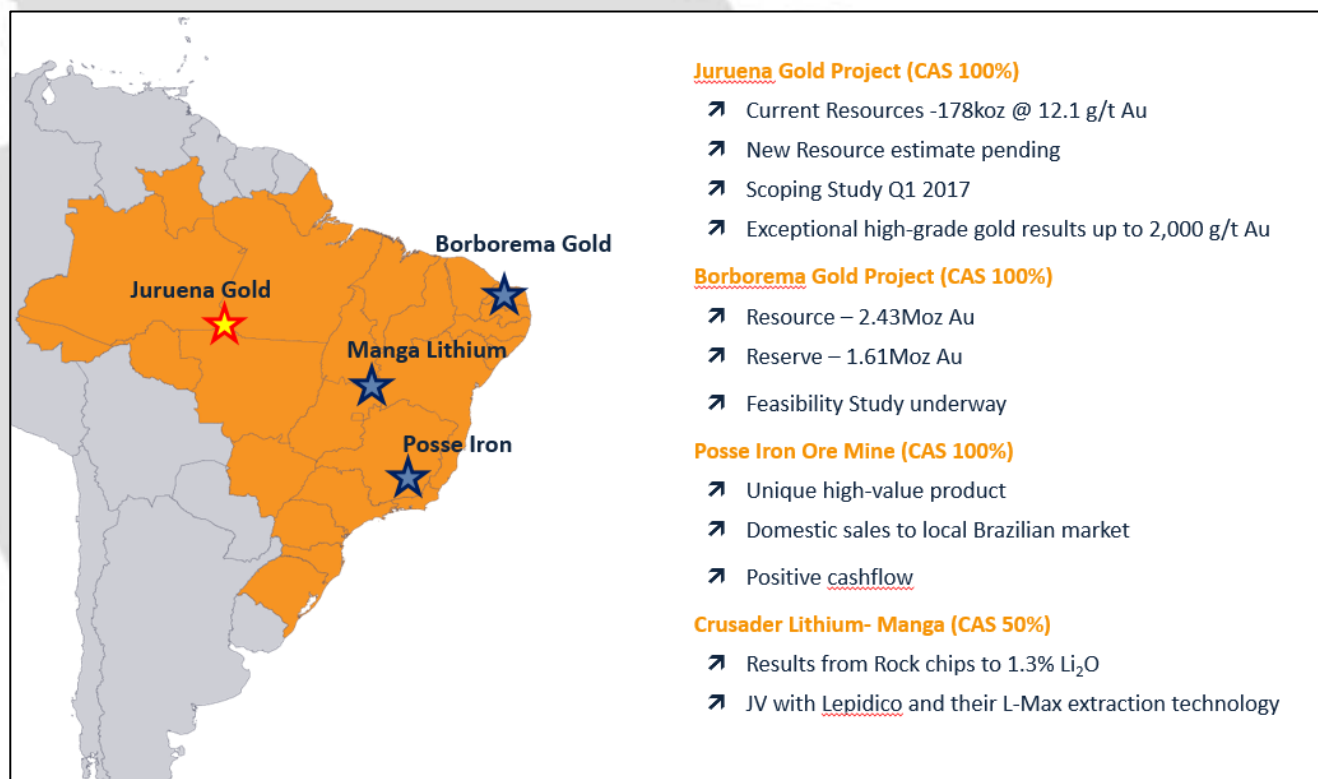 Borborema Gold
Juruena Gold
Manga Lithium
Posse Iron
Juruena Gold Project (CAS 100%)
Current Resources -178koz @ 12.1 g/t Au
New Resource estimate pending
Scoping Study Q1 2017
Exceptional high-grade gold results up to 2,000 g/t Au
Borborema Gold Project (CAS 100%)
Resource – 2.43Moz Au
Reserve – 1.61Moz Au
Feasibility Study underway
Posse Iron Ore Mine (CAS 100%)
Unique high-value product
Domestic sales to local Brazilian market
Positive cashflow
Crusader Lithium- Manga (CAS 50%)
Results from Rock chips to 1.3% Li₂O
JV with Lepidico and their L-Max extraction technology